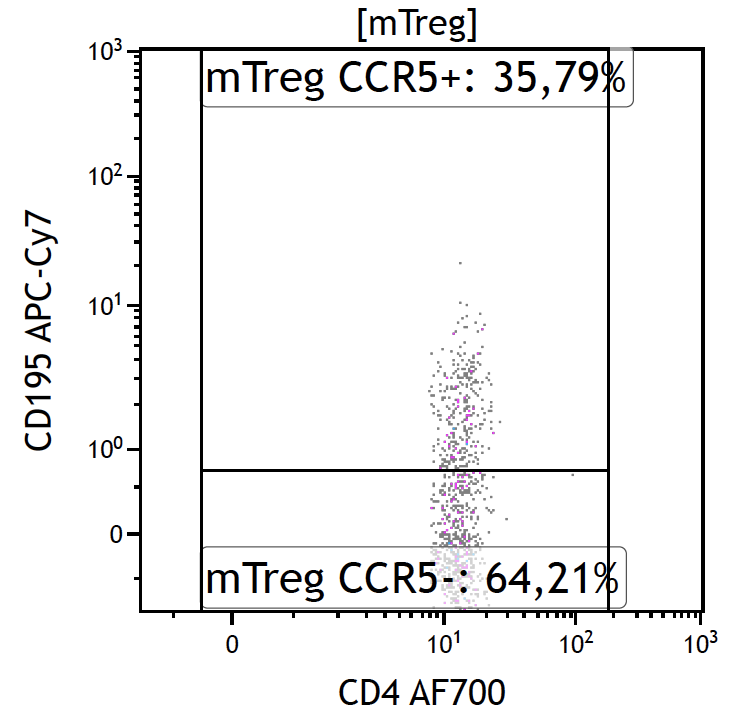 [mTreg]
10³
mTreg CCR5+: 35,79%
10²
CD195 APC-Cy7
10¹
10⁰
0
mTreg CCR5-: 64,21%
0 10¹ 10² 10³
CD4 AF700